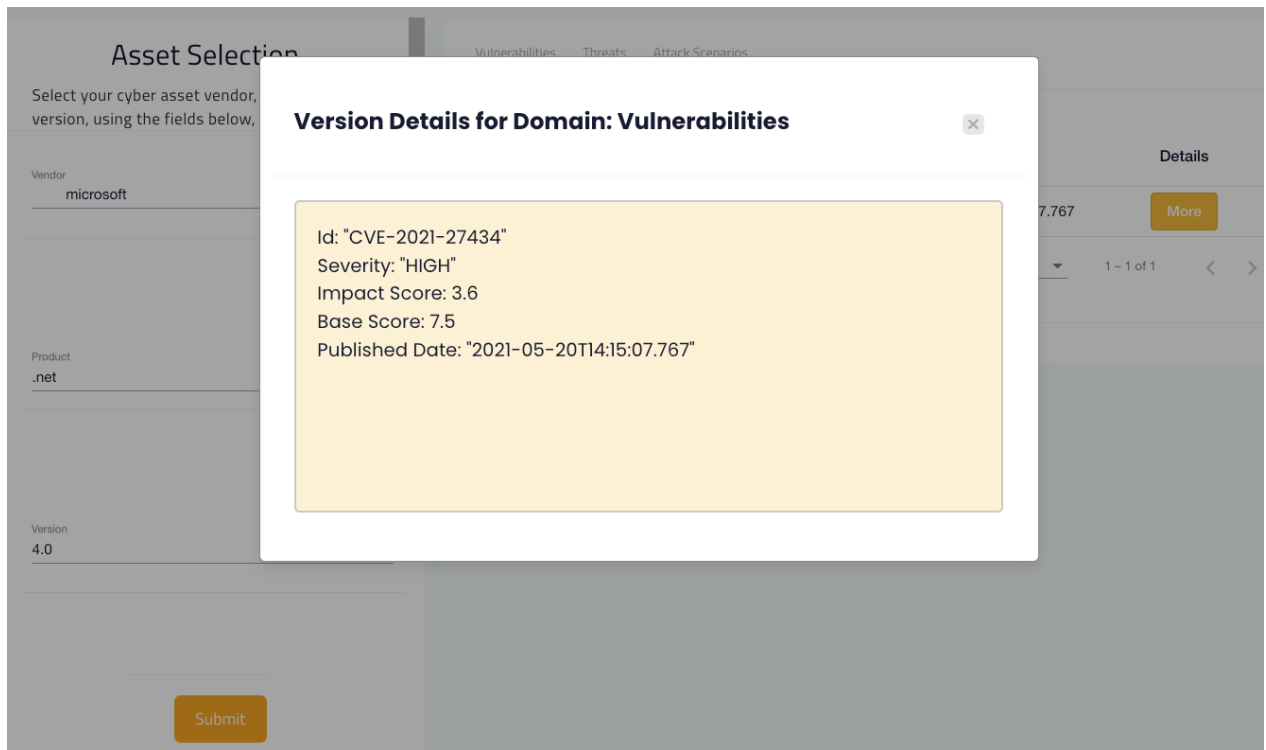 Asset Selection
Vulnerabilities Threats Attack Scenarios
Select your cyber asset vendor,
version, using the fields below,
Version Details for Domain: Vulnerabilities
Details
Vendor
microsoft
7.767
More
Id: "CVE-2021-27434"
Severity: "HIGH"
Impact Score: 3.6
Base Score: 7.5
Published Date: "2021-05-20T14:15:07.767"
1 – 1 of 1
Product
.net
Version
4.0
Submit